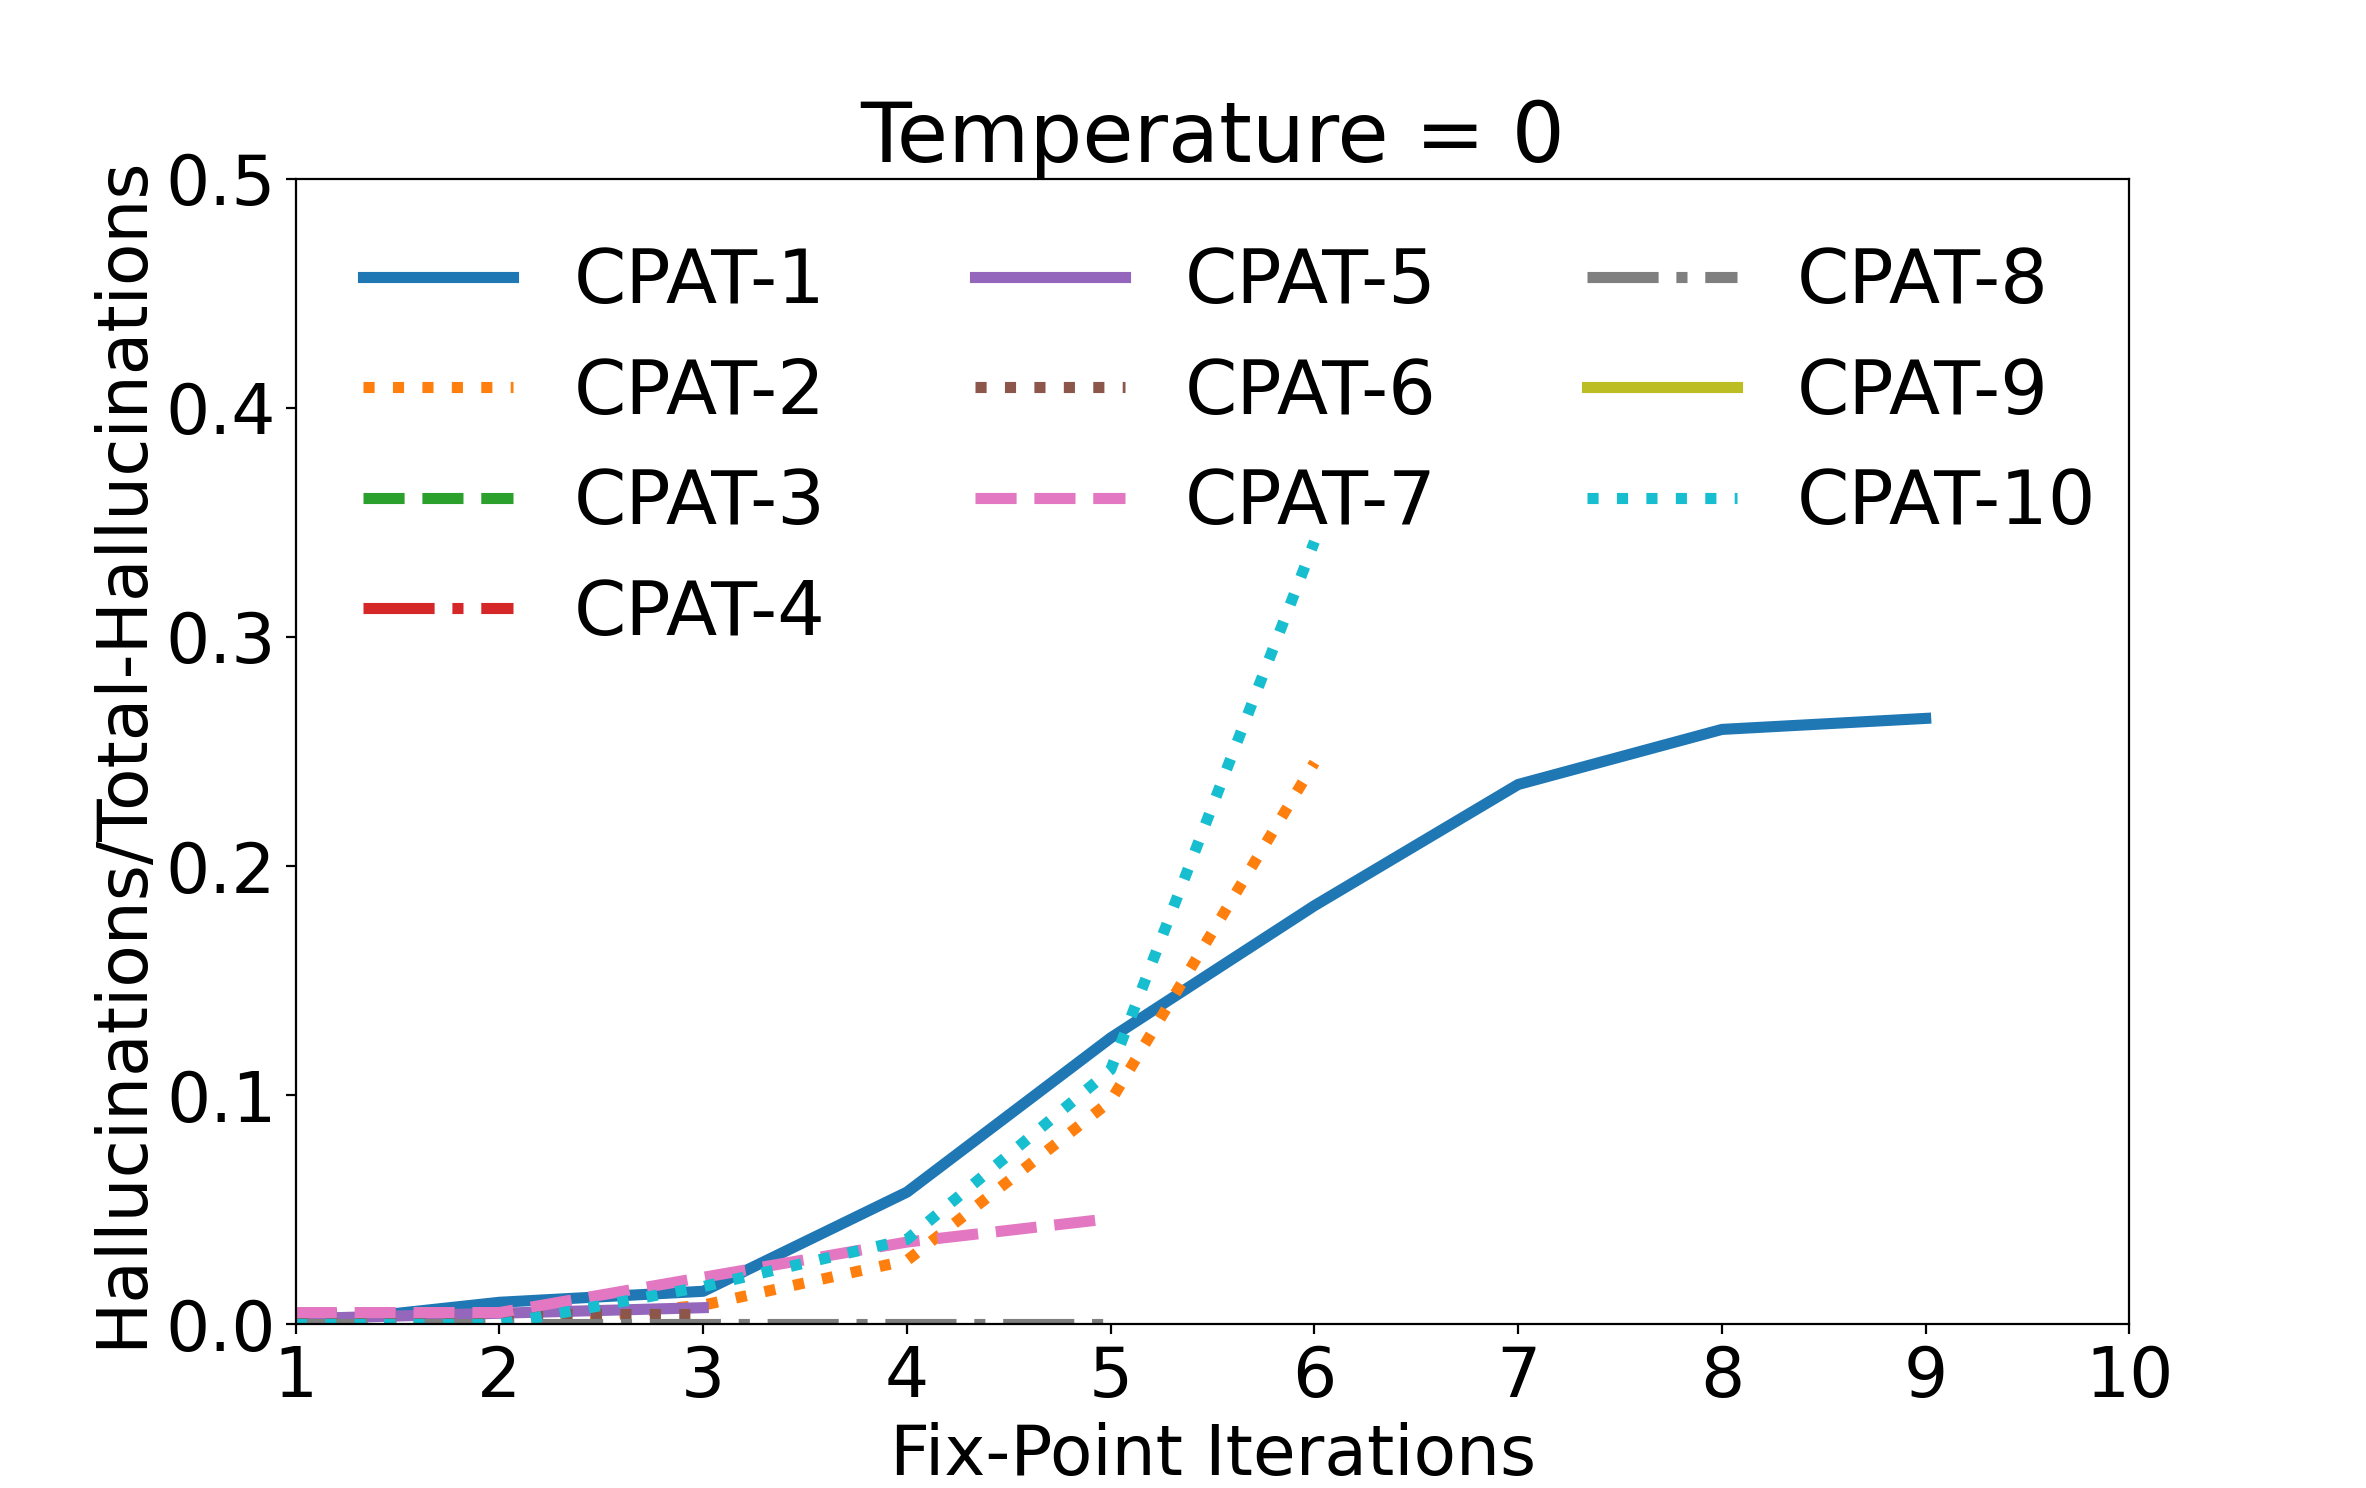 Temperature = 0
Hallucinations/Total-Hallucinations
0.5
0.4
0.3
0.2
0.1
0.0
CPAT-1
CPAT-2
CPAT-3
CPAT-4
CPAT-5
CPAT-6
CPAT-7
CPAT-8
CPAT-9
CPAT-10
1 2 3 4 5 6 7 8 9 10
Fix-Point Iterations